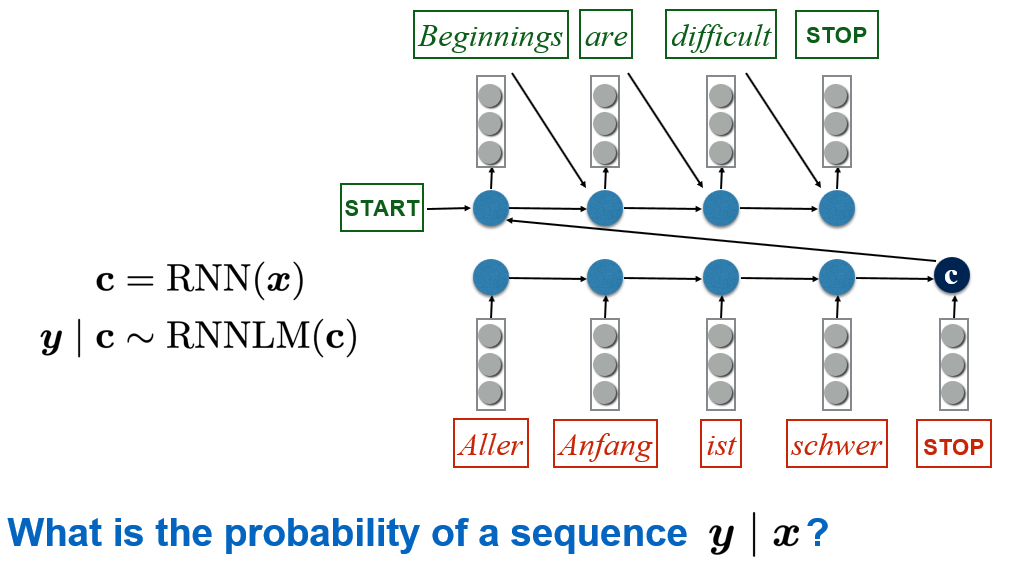 Beginnings are difficult STOP
START
c
c = RNN(x)
y | c ∼ RNNLM(c)
Aller Anfang ist schwer STOP
What is the probability of a sequence y | x ?